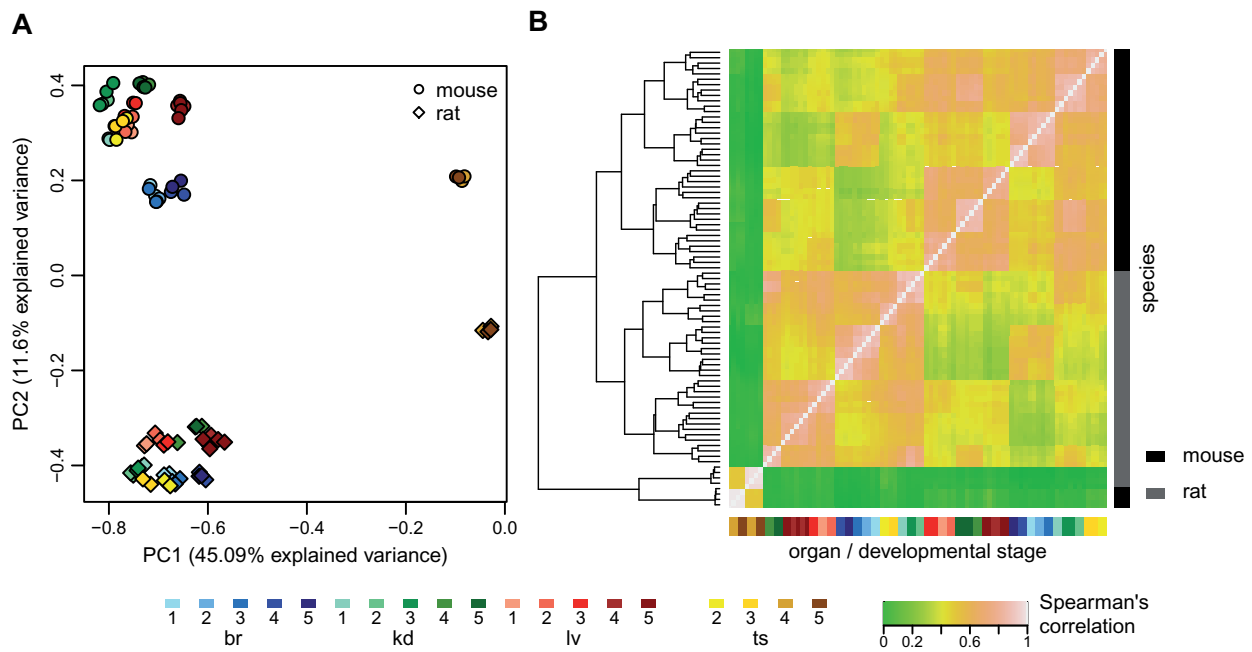 A
B
mouse
rat
0.4
0.2
0.0
−0.2
−0.4
PC2 (11.6% explained variance)
−0.8
−0.6
−0.4
−0.2
0.0
PC1 (45.09% explained variance)
species
mouse
rat
organ / developmental stage
1 2 3 4 5 1 2 3 4 5 1 2 3 4 5 2 3 4 5
br kd lv ts
0 0.2 0.6 1
Spearman's
correlation